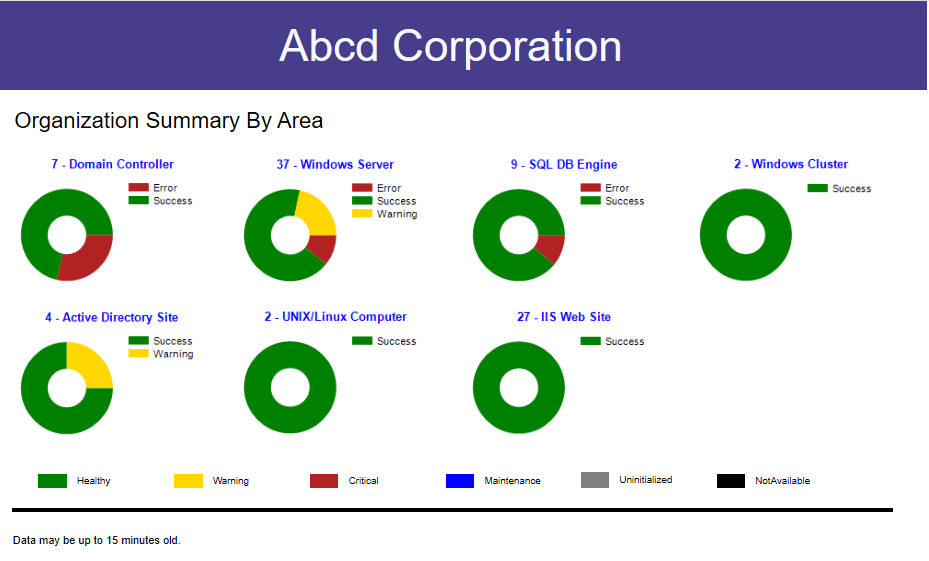 Abcd Corporation
Organization Summary By Area
7 - Domain Controller
Error
Success
37 - Windows Server
Error
Success
Warning
9 - SQL DB Engine
Error
Success
2 - Windows Cluster
Success
4 - Active Directory Site
Success
Warning
2 - UNIX/Linux Computer
Success
27 - IIS Web Site
Success
Healthy
Warning
Critical
Maintenance
Uninitialized
NotAvailable
Data may be up to 15 minutes old.